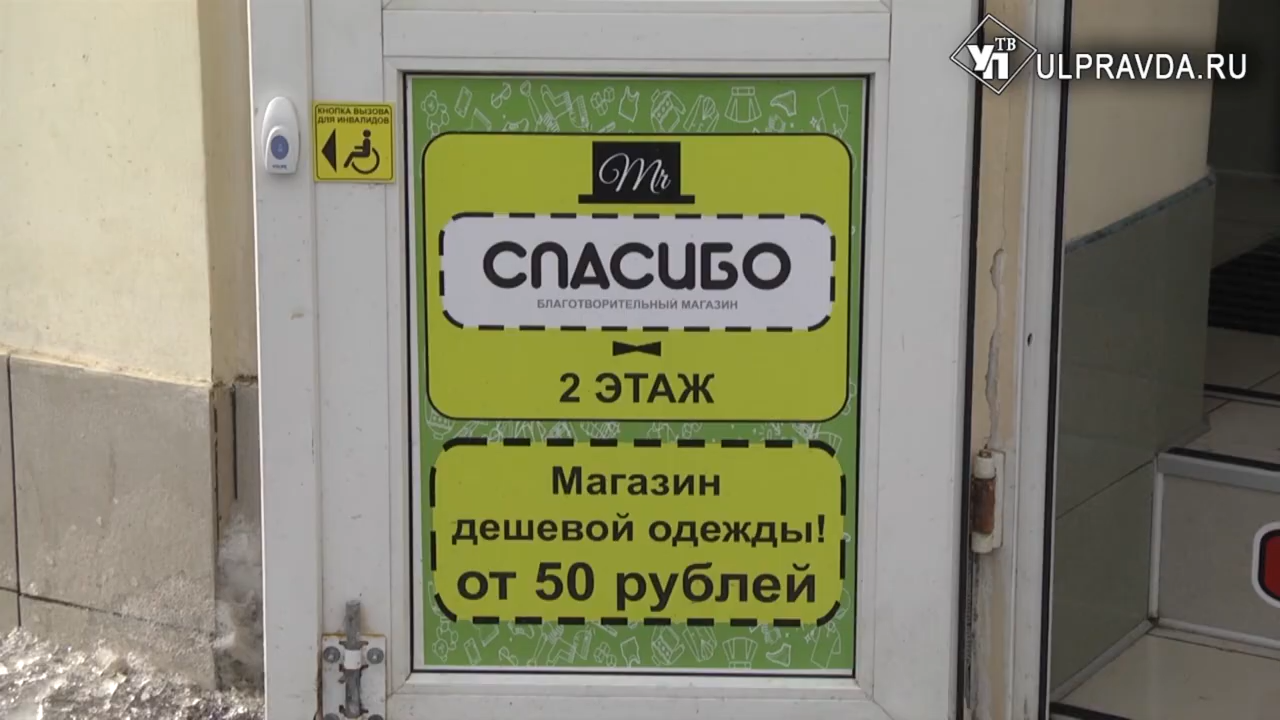 УП ТВ
ULPRAVDA.RU
КНОПКА ВЫЗОВА
ДЛЯ ИНВАЛИДОВ
Mr
СПАСИБО
БЛАГОТВОРИТЕЛЬНЫЙ МАГАЗИН
2 ЭТАЖ
Магазин
дешевой одежды!
от 50 рублей